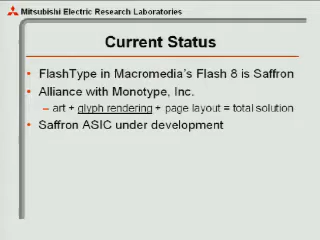 Mitsubishi Electric Research Laboratories
Current Status
• FlashType in Macromedia's Flash 8 is Saffron
• Alliance with Monotype, Inc.
– art + glyph rendering + page layout = total solution
• Saffron ASIC under development